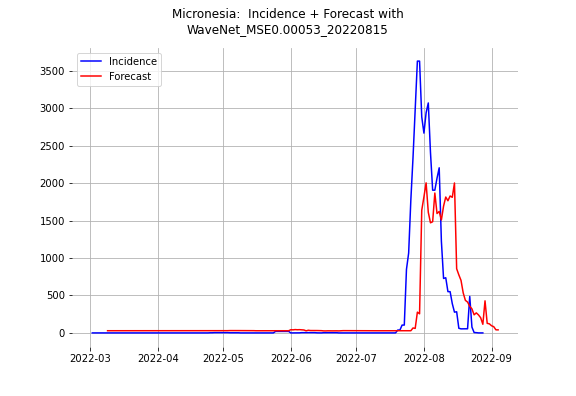 Micronesia:  Incidence + Forecast with
WaveNet_MSE0.00053_20220815
Incidence
Forecast
3500
3000
2500
2000
1500
1000
500
0
2022-03 2022-04 2022-05 2022-06 2022-07 2022-08 2022-09